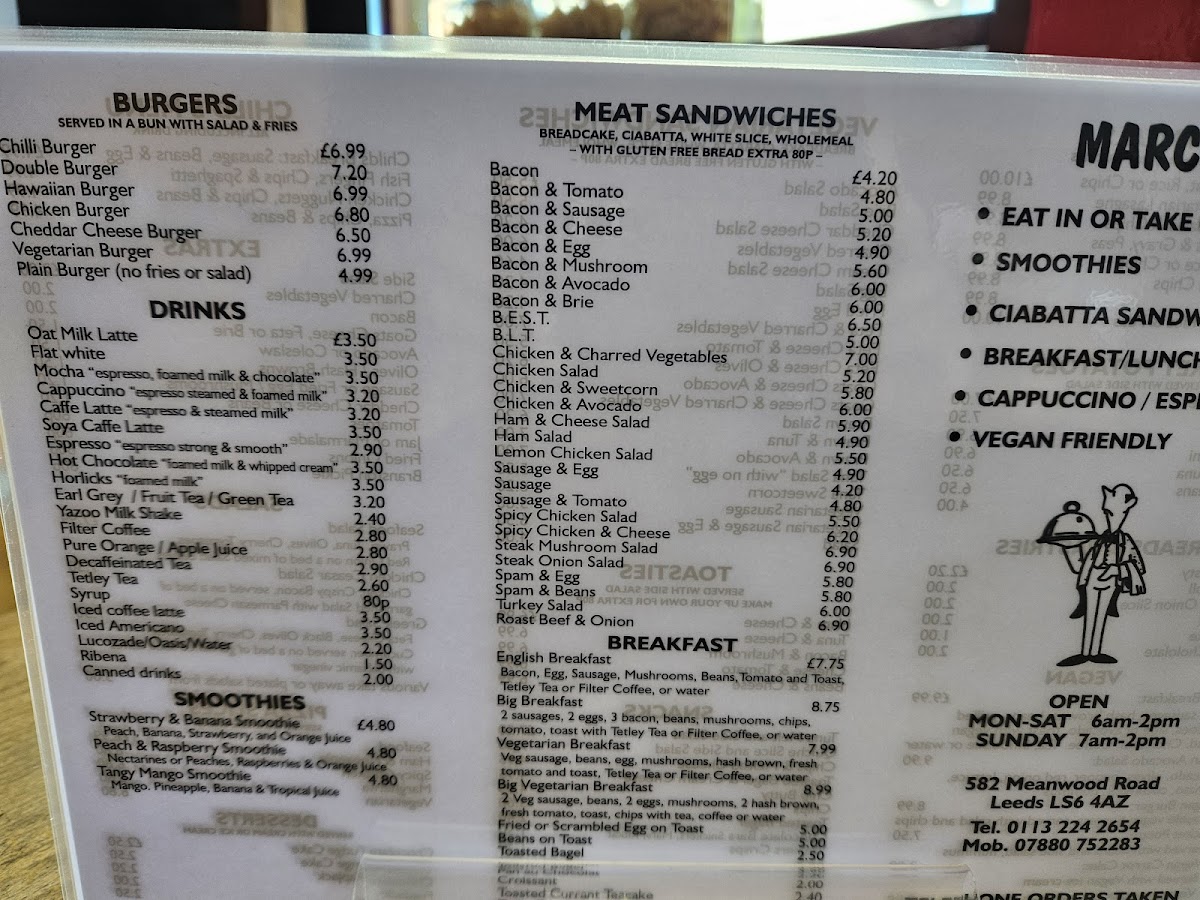 BURGERS
SERVED IN A BUN WITH SALAD & FRIES
Chilli Burger £6.99
Double Burger 7.20
Hawaiian Burger 6.99
Chicken Burger 6.80
Cheddar Cheese Burger 6.50
Vegetarian Burger 6.99
Plain Burger (no fries or salad) 4.99
DRINKS
Oat Milk Latte £3.50
Flat white 3.50
Mocha "espresso, foamed milk & chocolate" 3.50
Cappuccino "espresso steamed & foamed milk" 3.20
Caffe Latte "espresso & steamed milk" 3.20
Soya Caffe Latte 3.50
Espresso "espresso strong & smooth" 2.90
Hot Chocolate "foamed milk & whipped cream" 3.50
Horlicks "foamed milk" 3.50
Earl Grey / Fruit Tea / Green Tea 3.20
Yazoo Milk Shake 2.40
Filter Coffee 2.80
Pure Orange / Apple Juice 2.80
Decaffeinated Tea 2.90
Tetley Tea 2.60
Syrup 80p
Iced coffee latte 3.50
Iced Americano 3.50
Lucozade/Oasis/Water 2.20
Ribena 1.50
Canned drinks 2.00
SMOOTHIES
Strawberry & Banana Smoothie £4.80
Peach, Banana, Strawberry, and Orange Juice
Peach & Raspberry Smoothie 4.80
Nectarines or Peaches, Raspberries & Orange Juice
Tangy Mango Smoothie 4.80
Mango, Pineapple, Banana & Tropical Juice
MEAT SANDWICHES
BREADCAKE, CIABATTA, WHITE SLICE, WHOLEMEAL
– WITH GLUTEN FREE BREAD EXTRA 80P –
Bacon £4.20
Bacon & Tomato 4.80
Bacon & Sausage 5.00
Bacon & Cheese 5.20
Bacon & Egg 4.90
Bacon & Mushroom 5.60
Bacon & Avocado 6.00
Bacon & Brie 6.00
B.E.S.T. 6.50
B.L.T. 5.00
Chicken & Charred Vegetables 7.00
Chicken Salad 5.20
Chicken & Sweetcorn 5.80
Chicken & Avocado 6.00
Ham & Cheese Salad 5.90
Ham Salad 4.90
Lemon Chicken Salad 5.50
Sausage & Egg 4.90
Sausage 4.20
Sausage & Tomato 4.80
Spicy Chicken Salad 5.50
Spicy Chicken & Cheese 6.20
Steak Mushroom Salad 6.90
Steak Onion Salad 6.90
Spam & Egg 5.80
Spam & Beans 5.80
Turkey Salad 6.00
Roast Beef & Onion 6.90
BREAKFAST
English Breakfast £7.75
Bacon, Egg, Sausage, Mushrooms, Beans, Tomato and Toast,
Tetley Tea or Filter Coffee, or water
Big Breakfast 8.75
2 sausages, 2 eggs, 3 bacon, beans, mushrooms, chips,
tomato, toast with Tetley Tea or Filter Coffee, or water
Vegetarian Breakfast 7.99
Veg sausage, beans, egg, mushrooms, hash brown, fresh
tomato and toast, Tetley Tea or Filter Coffee, or water
Big Vegetarian Breakfast 8.99
2 Veg sausage, beans, 2 eggs, mushrooms, 2 hash brown,
fresh tomato, toast, chips with tea, coffee or water
Fried or Scrambled Egg on Toast 5.00
Beans on Toast 5.00
Toasted Bagel 2.50
Croissant 2.00
Toasted Currant Teacake 2.40
MARC
• EAT IN OR TAKE
• SMOOTHIES
• CIABATTA SANDW
• BREAKFAST/LUNCH
• CAPPUCCINO / ESP
• VEGAN FRIENDLY
OPEN
MON-SAT 6am-2pm
SUNDAY 7am-2pm
582 Meanwood Road
Leeds LS6 4AZ
Tel. 0113 224 2654
Mob. 07880 752283
ONE ORDERS TAKEN